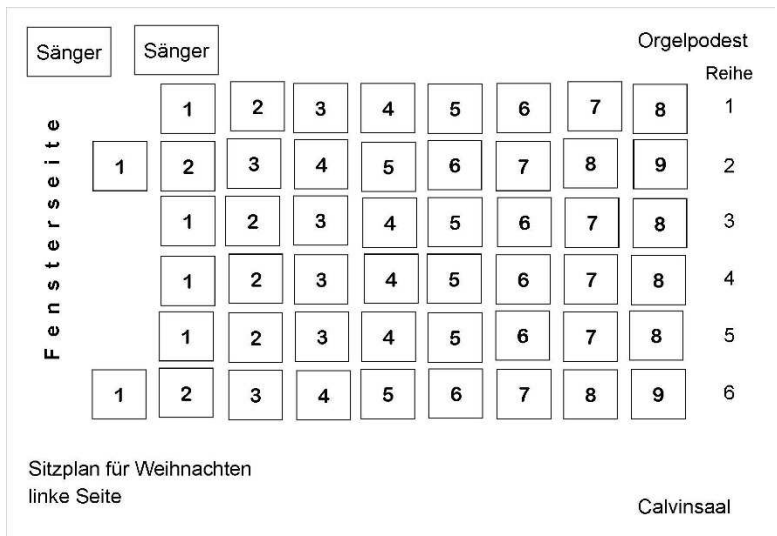 Sänger Sänger Orgelpodest
Reihe
1 2 3 4 5 6 7 8 1
1 2 3 4 5 6 7 8 9 2
1 2 3 4 5 6 7 8 3
1 2 3 4 5 6 7 8 4
1 2 3 4 5 6 7 8 5
1 2 3 4 5 6 7 8 9 6
Fensterseite
Sitzplan für Weihnachten
linke Seite
Calvinsaal